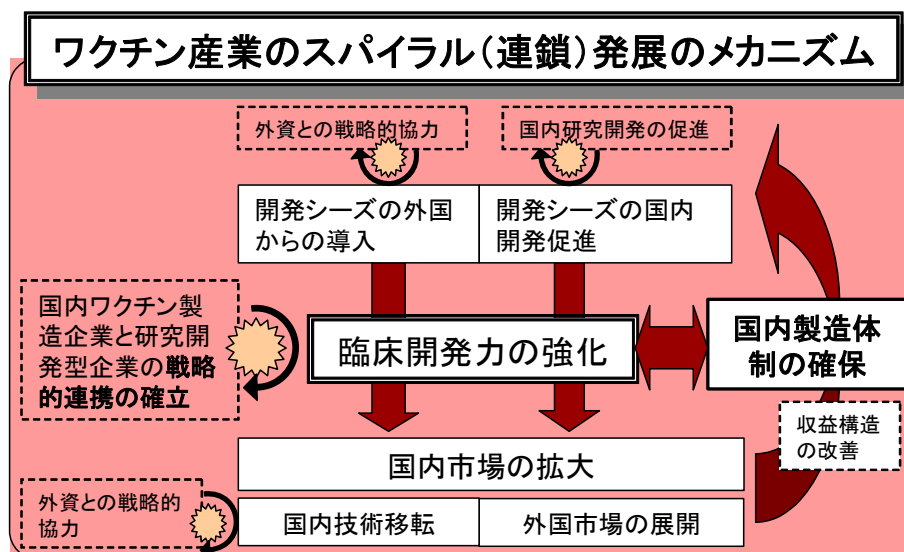 ワクチン産業のスパイラル(連鎖)発展のメカニズム
外資との戦略的協力
国内研究開発の促進
開発シーズの外国
からの導入
開発シーズの国内
開発促進
国内ワクチン製
造企業と研究開
発型企業の戦略
的連携の確立
臨床開発力の強化
国内製造体
制の確保
収益構造
の改善
国内市場の拡大
外資との戦略的
協力
国内技術移転
外国市場の展開